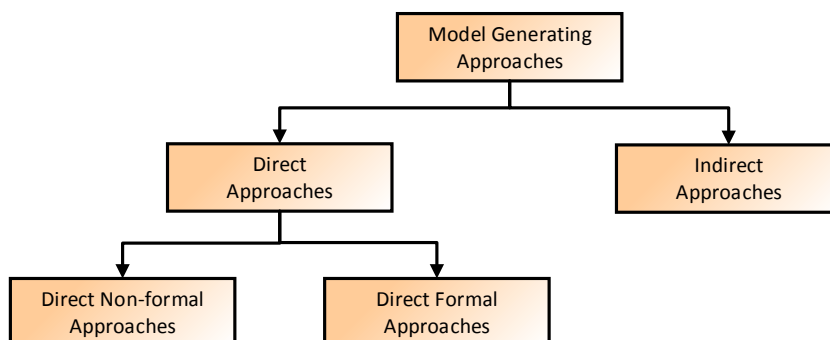 Model Generating
Approaches
Direct
Approaches
Indirect
Approaches
Direct Non-formal
Approaches
Direct Formal
Approaches